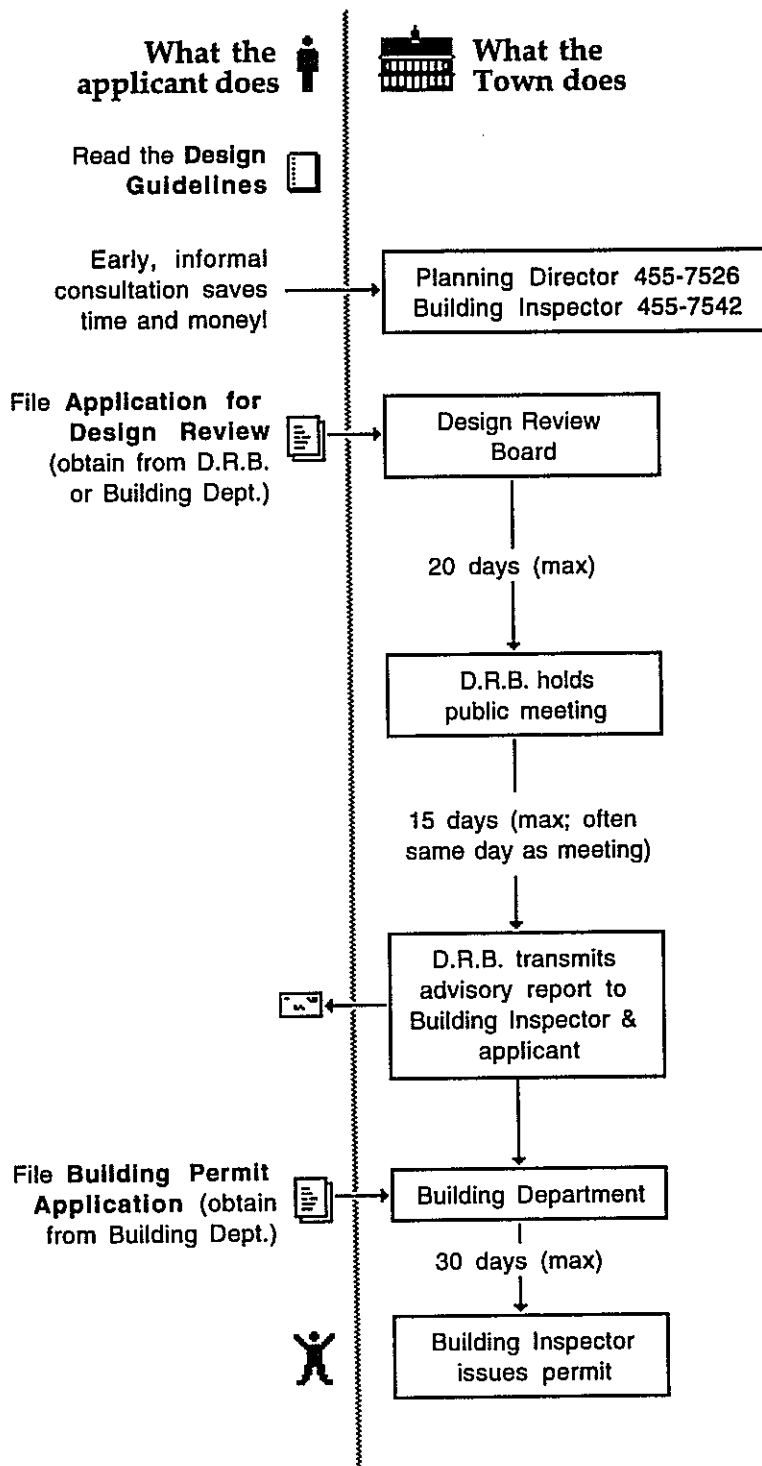 What the
applicant does
What the
Town does
Read the Design
Guidelines
Early, informal
consultation saves
time and money!
Planning Director 455-7526
Building Inspector 455-7542
File Application for
Design Review
(obtain from D.R.B.
or Building Dept.)
Design Review
Board
20 days (max)
D.R.B. holds
public meeting
15 days (max; often
same day as meeting)
D.R.B. transmits
advisory report to
Building Inspector &
applicant
File Building Permit
Application (obtain
from Building Dept.)
Building Department
30 days (max)
Building Inspector
issues permit